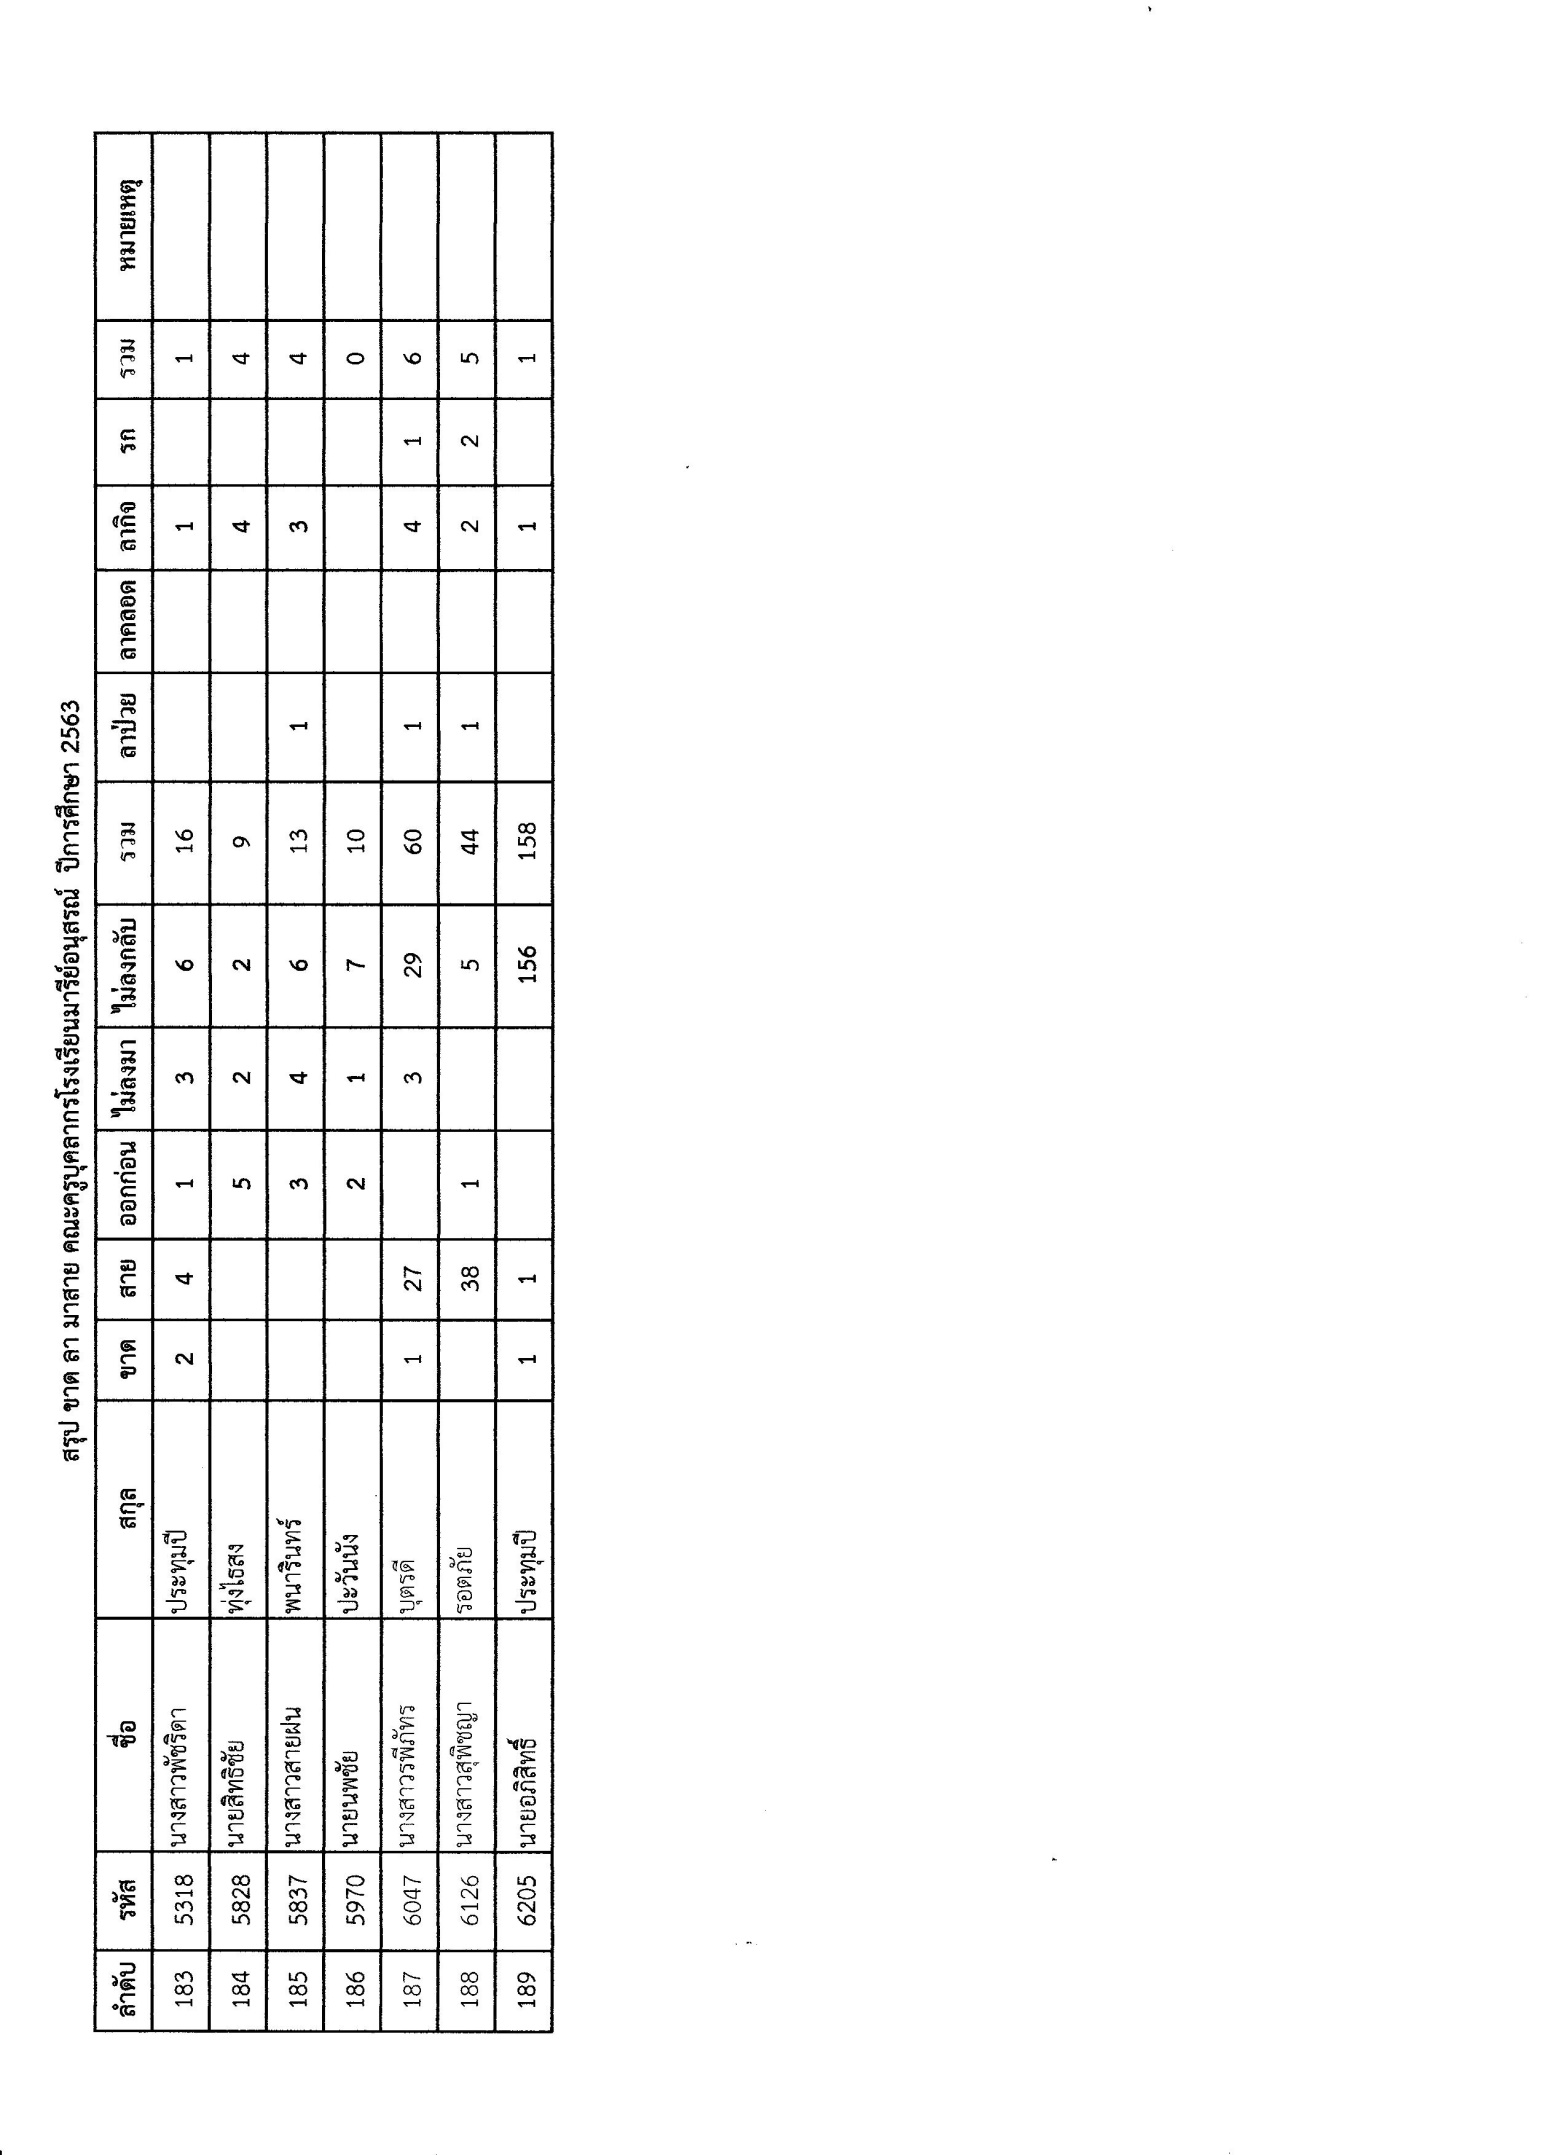 สรุป ขาด ลา มาสาย คณะครูบุคลากรโรงเรียนมารีย์อนุสรณ์ ปีการศึกษา 2563
ลำดับ รหัส ชื่อ สกุล ขาด สาย ออกก่อน ไม่ลงมา ไม่ลงกลับ รวม ลาป่วย ลาคลอด ลากิจ รก รวม หมายเหตุ
183 5318 นางสาวพัชริดา ประทุมปี 2 4 1 3 6 16 1 1
184 5828 นายสิทธิชัย ทุ่งไธสง 5 2 2 9 4 4
185 5837 นางสาวสายฝน พนารินทร์ 3 4 6 13 1 3 4
186 5970 นายนพชัย ปะวันนัง 2 1 7 10 0
187 6047 นางสาวรพีภัทร บุตรดี 1 27 3 29 60 1 4 1 6
188 6126 นางสาวสุพิชญา รอตภัย 38 1 5 44 1 2 2 5
189 6205 นายอภิสิทธิ์ ประทุมปี 1 1 156 158 1 1